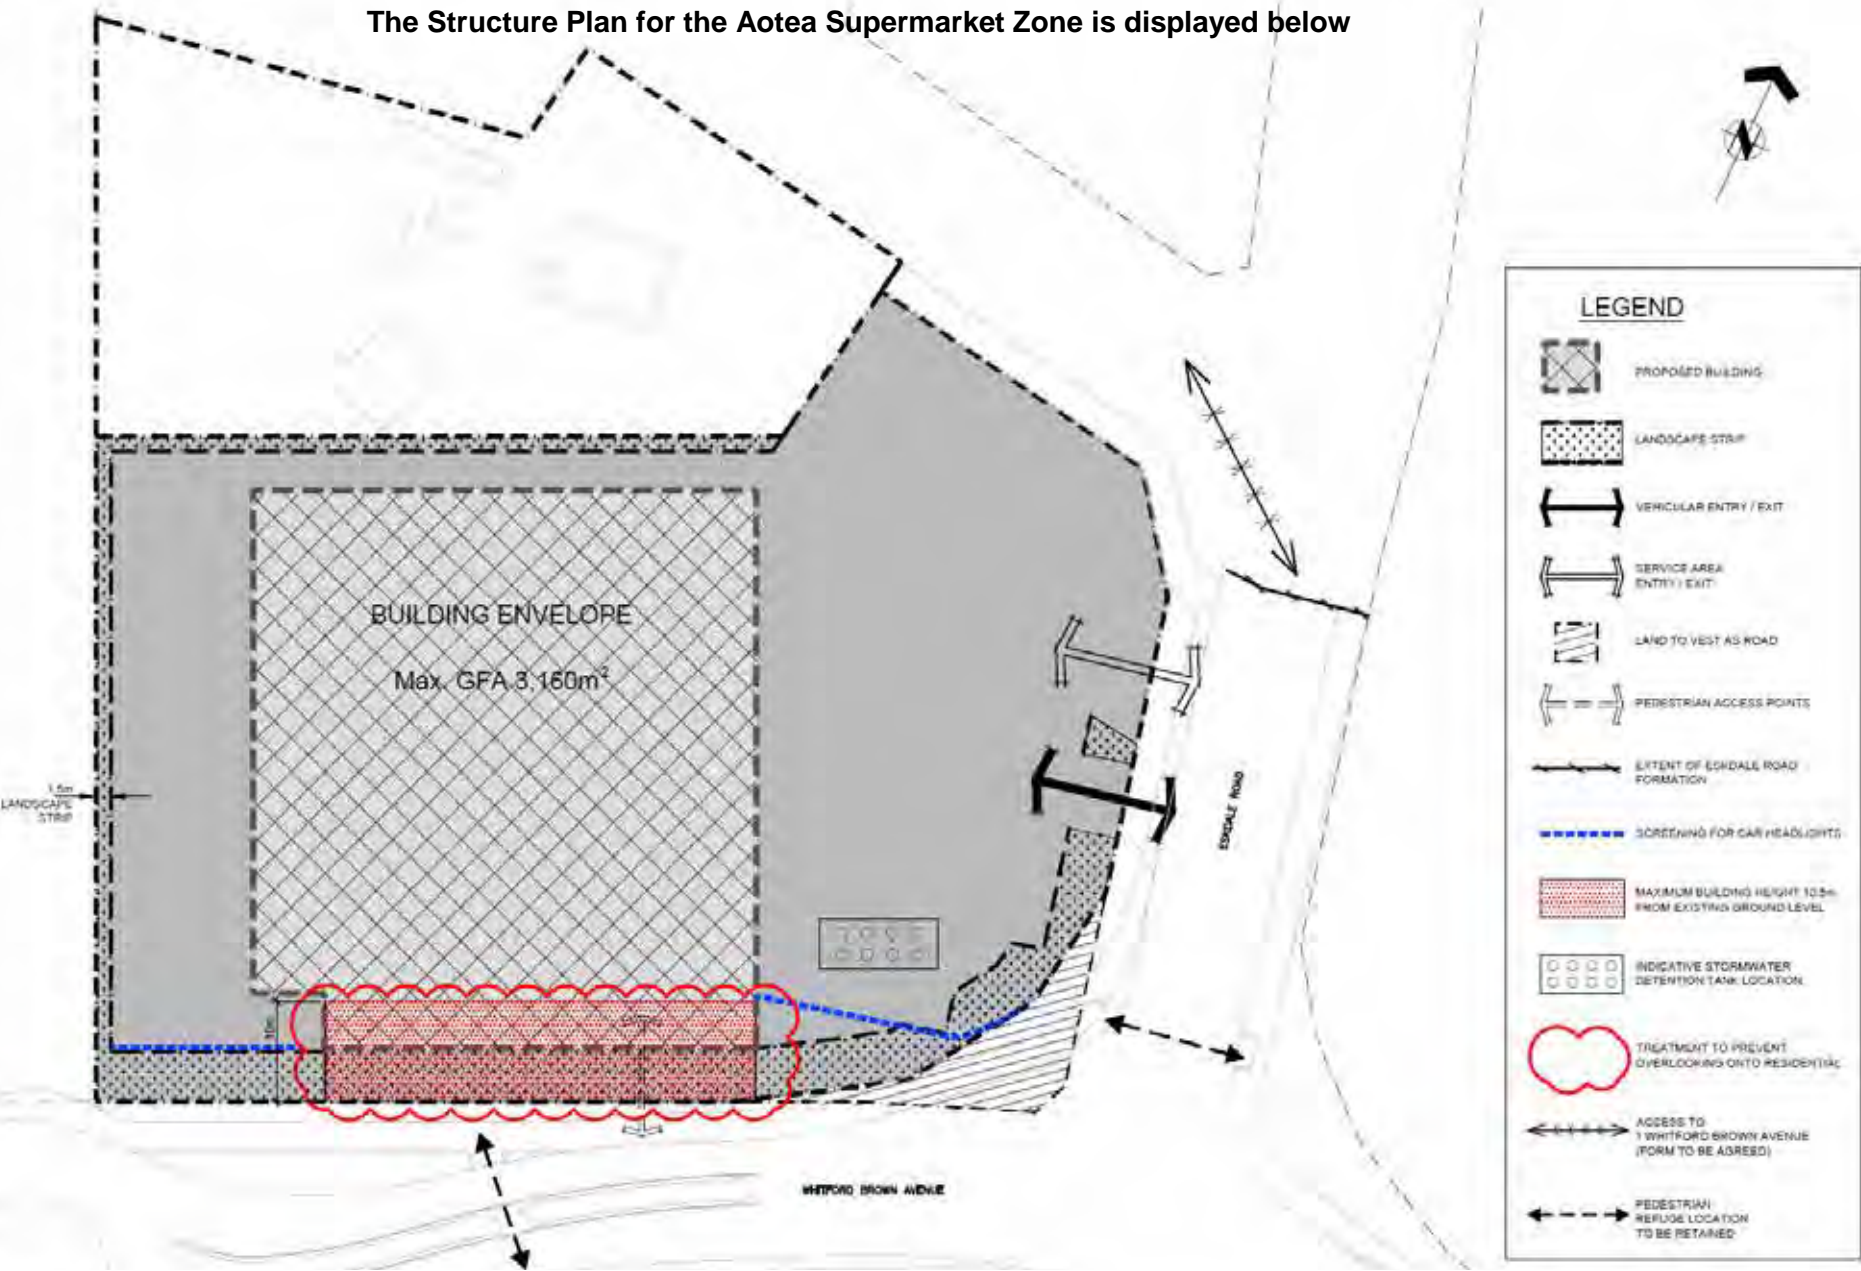 The Structure Plan for the Aotea Supermarket Zone is displayed below
N
LEGEND
PROPOSED BUILDING
LANDSCAPE STRIP
VEHICULAR ENTRY / EXIT
SERVICE AREA
ENTRY / EXIT
LAND TO VEST AS ROAD
PEDESTRIAN ACCESS POINTS
EXTENT OF ESKDALE ROAD
FORMATION
SCREENING FOR CAR HEADLIGHTS
MAXIMUM BUILDING HEIGHT 10.5m
FROM EXISTING GROUND LEVEL
INDICATIVE STORMWATER
DETENTION TANK LOCATION
TREATMENT TO PREVENT
OVERLOOKING ONTO RESIDENTIAL
ACCESS TO
1 WHITFORD BROWN AVENUE
(FORM TO BE AGREED)
PEDESTRIAN
REFUGE LOCATION
TO BE RETAINED
BUILDING ENVELOPE
Max. GFA 3,160m²
1.5m
LANDSCAPE
STRIP
ESKDALE ROAD
WHITFORD BROWN AVENUE